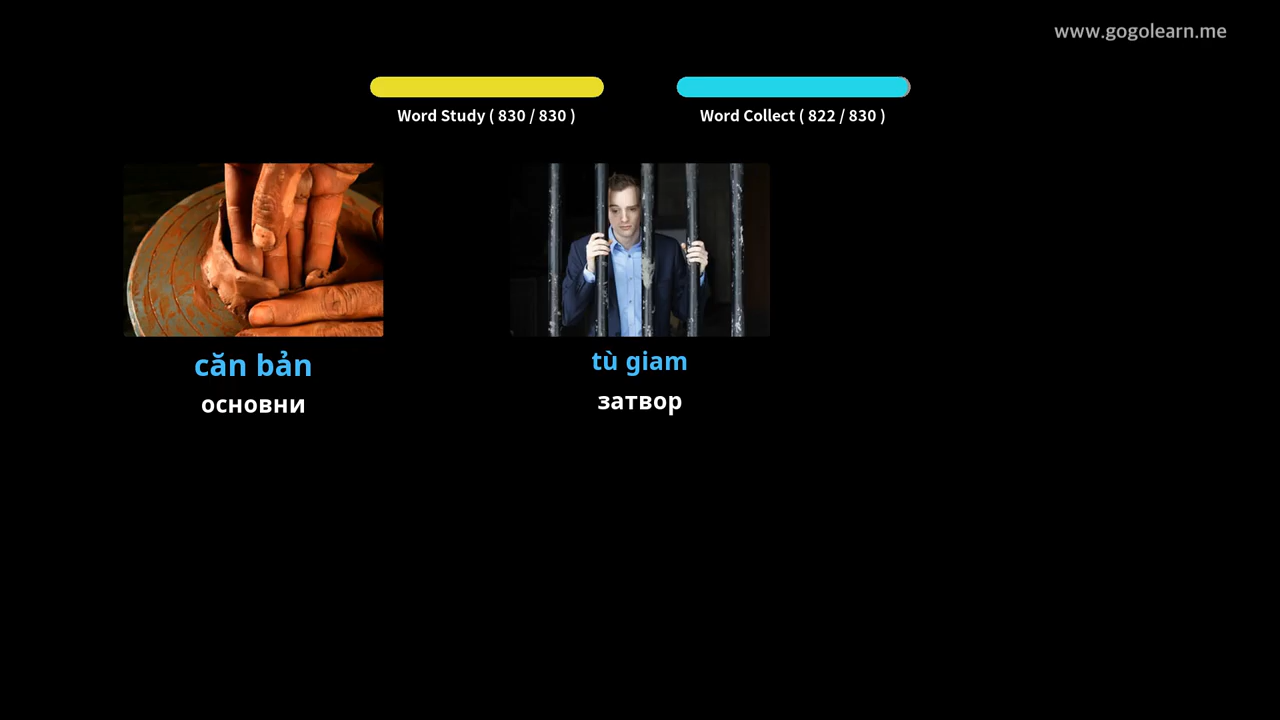 www.gogolearn.me
Word Study ( 830 / 830 )
Word Collect ( 822 / 830 )
căn bản
основни
tù giam
затвор